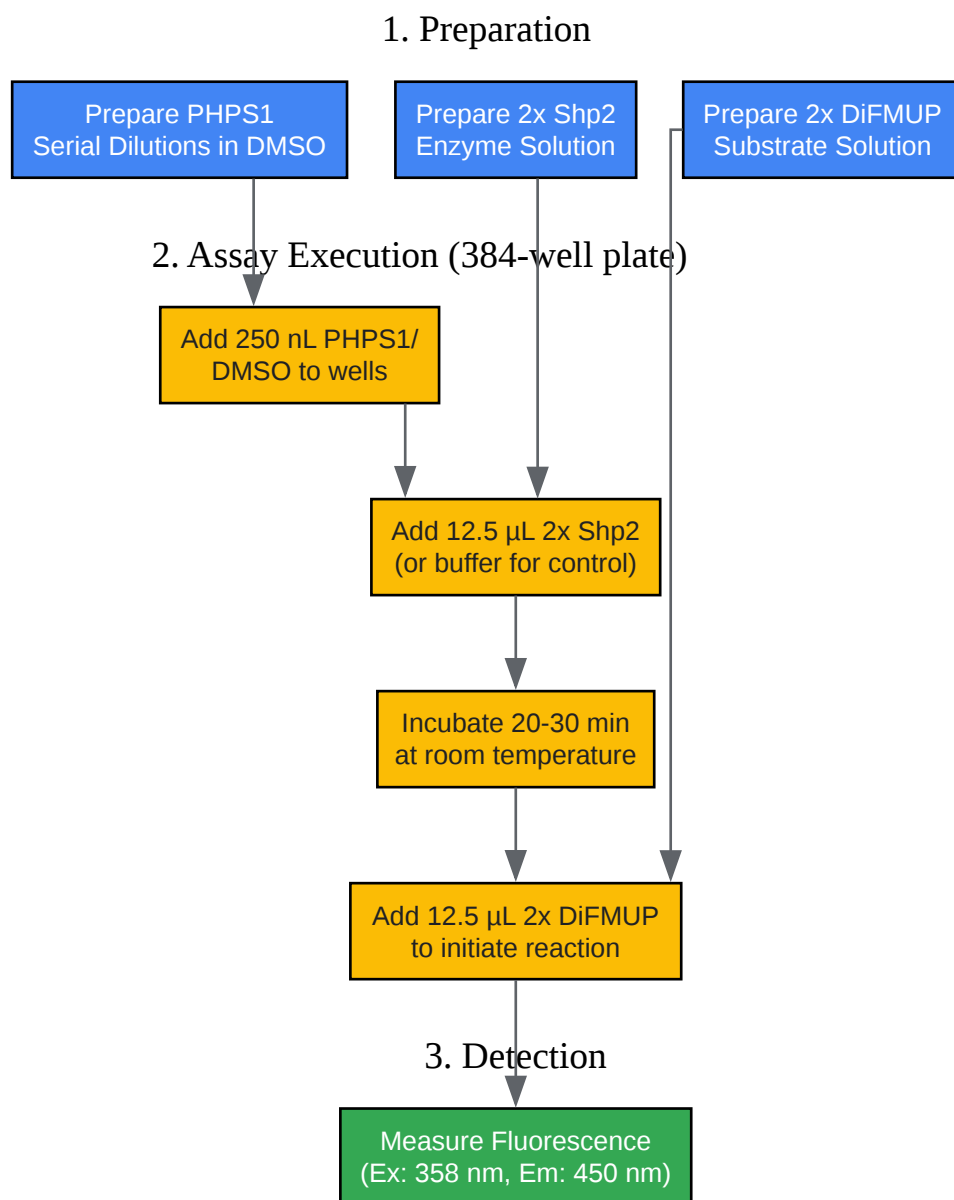 1. Preparation
Prepare PHPS1
Serial Dilutions in DMSO
Prepare 2x Shp2
Enzyme Solution
Prepare 2x DiFMUP
Substrate Solution
2. Assay Execution (384-well plate)
Add 250 nL PHPS1/
DMSO to wells
Add 12.5 µL 2x Shp2
(or buffer for control)
Incubate 20-30 min
at room temperature
Add 12.5 µL 2x DiFMUP
to initiate reaction
3. Detection
Measure Fluorescence
(Ex: 358 nm, Em: 450 nm)